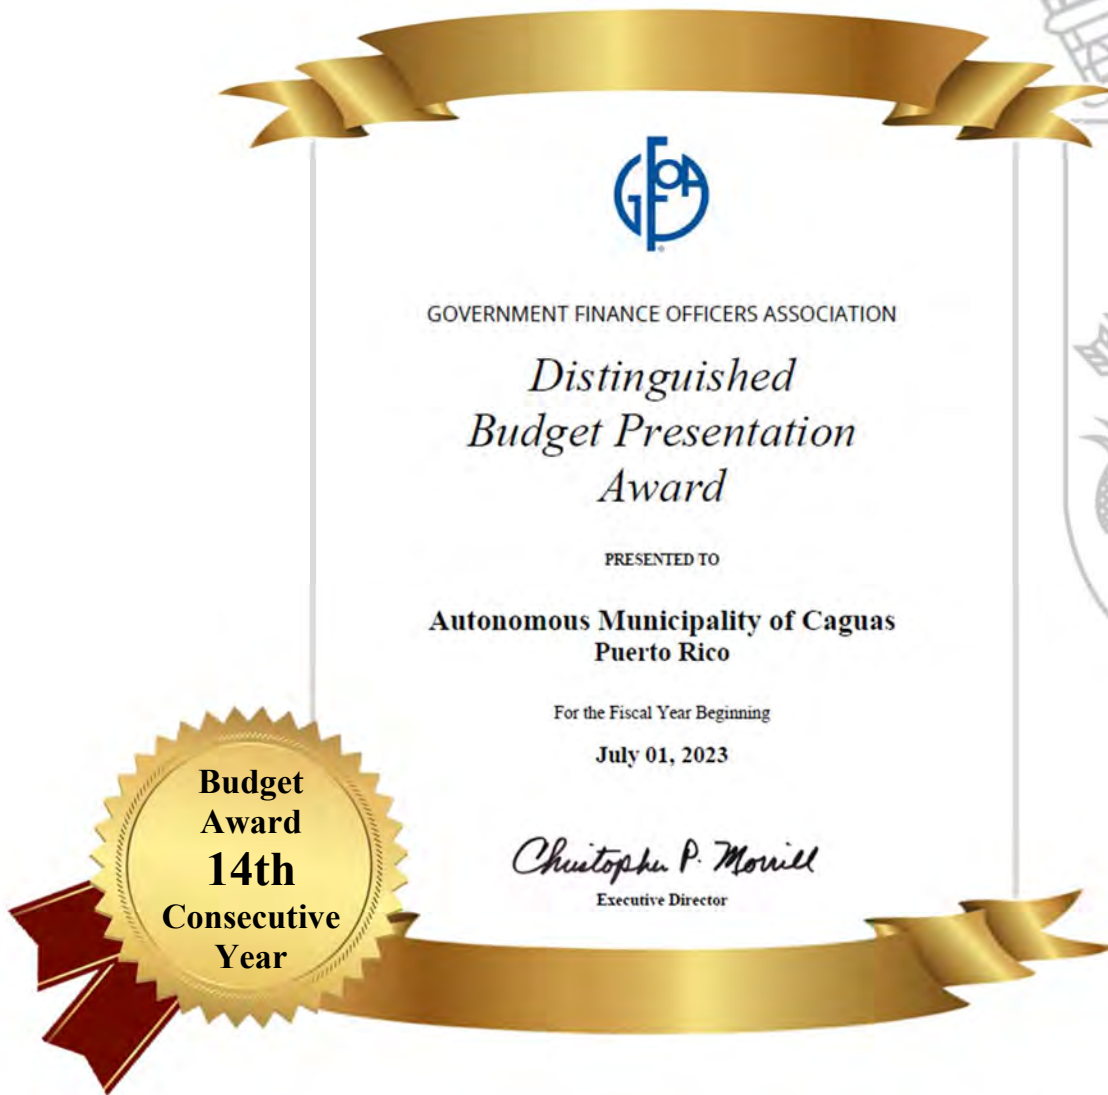 GFOA
GOVERNMENT FINANCE OFFICERS ASSOCIATION
Distinguished
Budget Presentation
Award
PRESENTED TO
Autonomous Municipality of Caguas
Puerto Rico
For the Fiscal Year Beginning
July 01, 2023
Christopher P. Morrill
Executive Director
Budget
Award
14th
Consecutive
Year